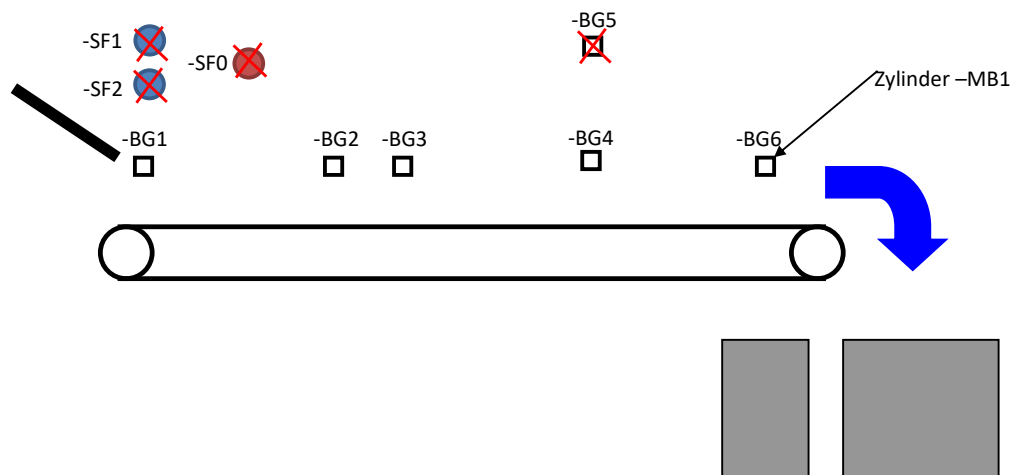 -SF1
-BG5
-SF0
-SF2
Zylinder –MB1
-BG1
-BG2
-BG3
-BG4
-BG6